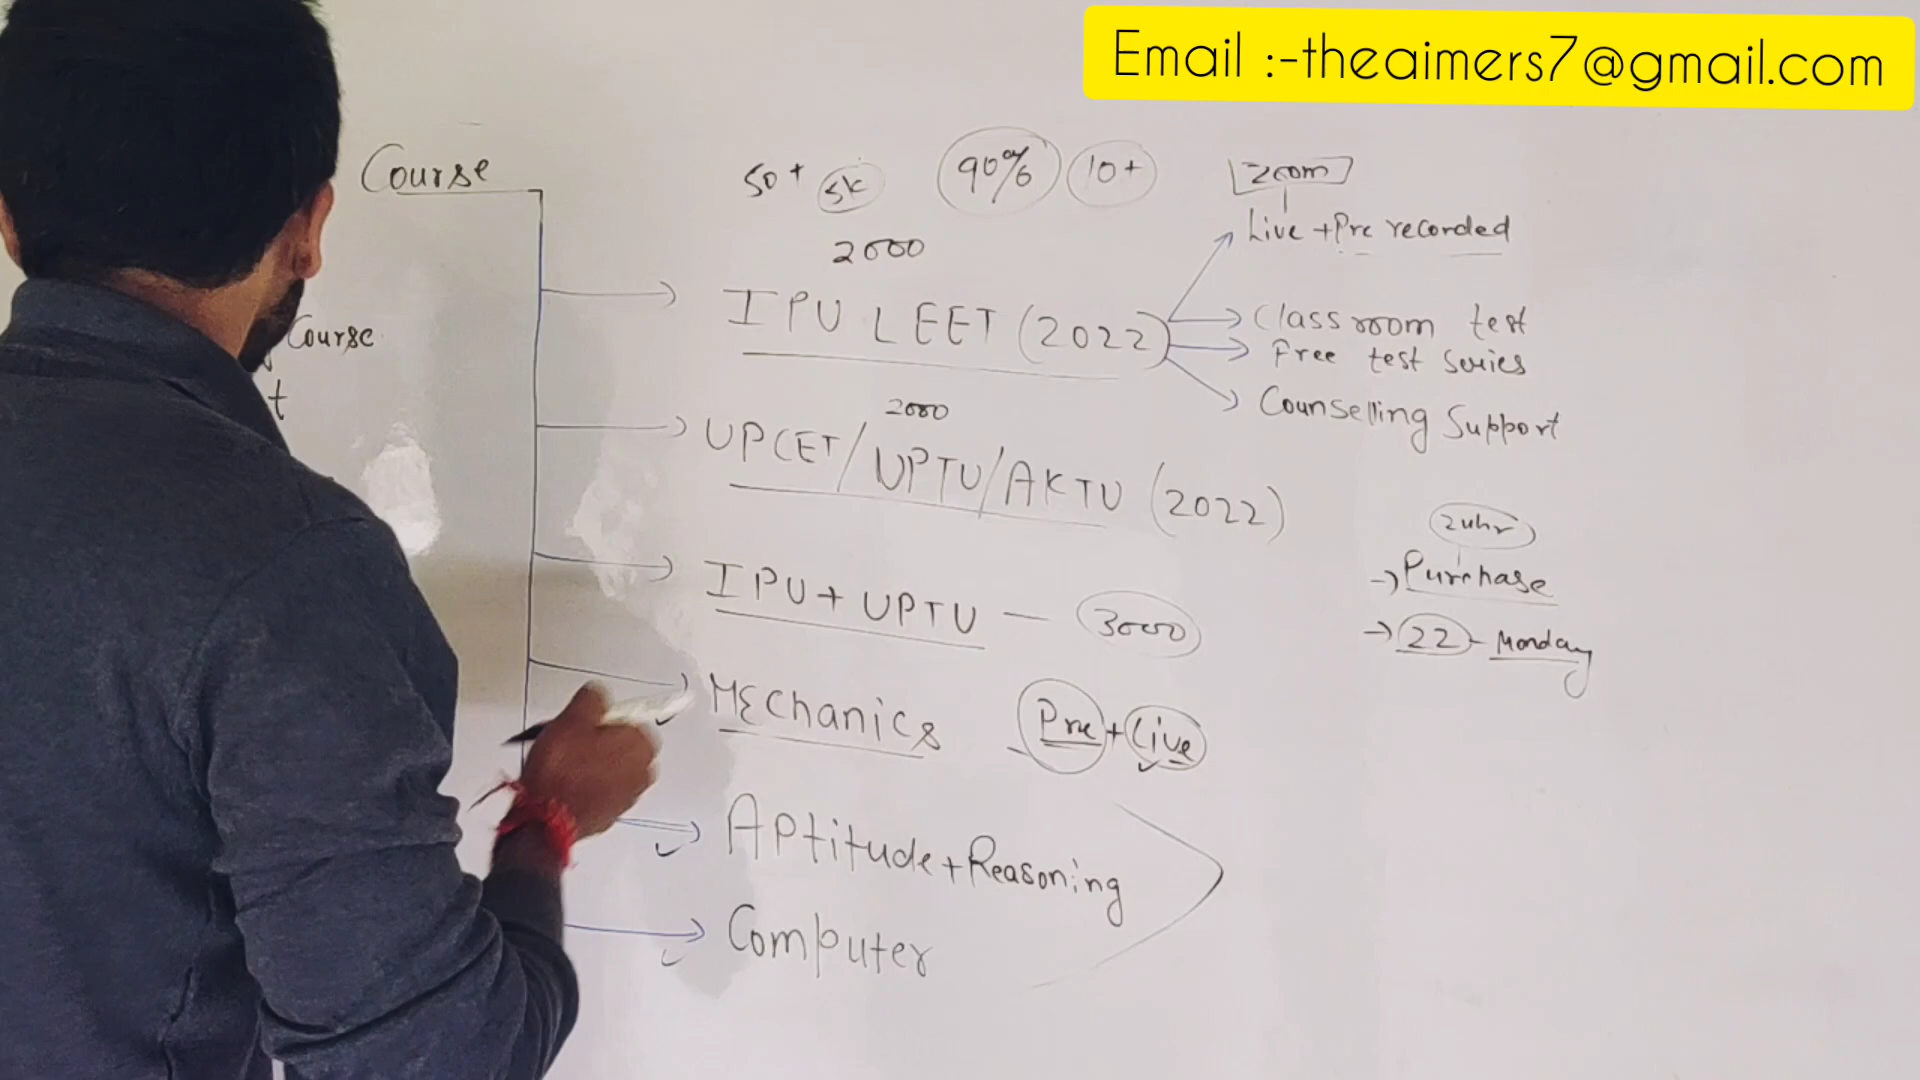 Email :-theaimers7@gmail.com
Course
50+ 5k 90% 10+
zoom
Live + Pre recorded
2000
IPU LEET (2022)
Classroom test
Free test series
Counselling Support
Course
t
2000
UPCET/UPTU/AKTU (2022)
24hr
→ Purchase
→ 22 - Monday
IPU + UPTU — 3000
Mechanics Pre + Live
Aptitude + Reasoning
Computer